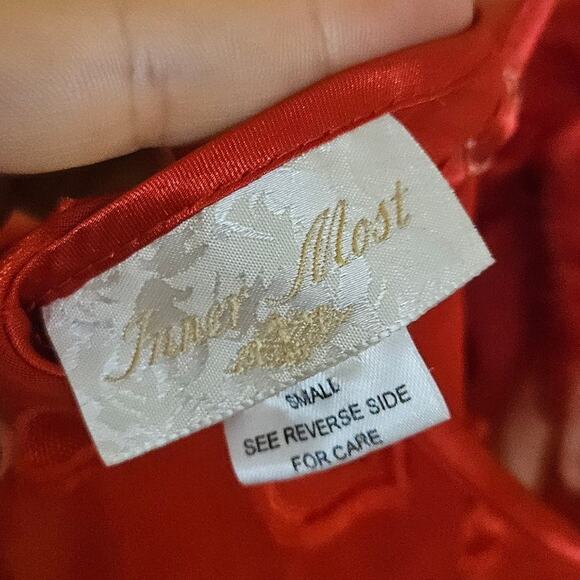 Inner Most
SMALL
SEE REVERSE SIDE
FOR CARE